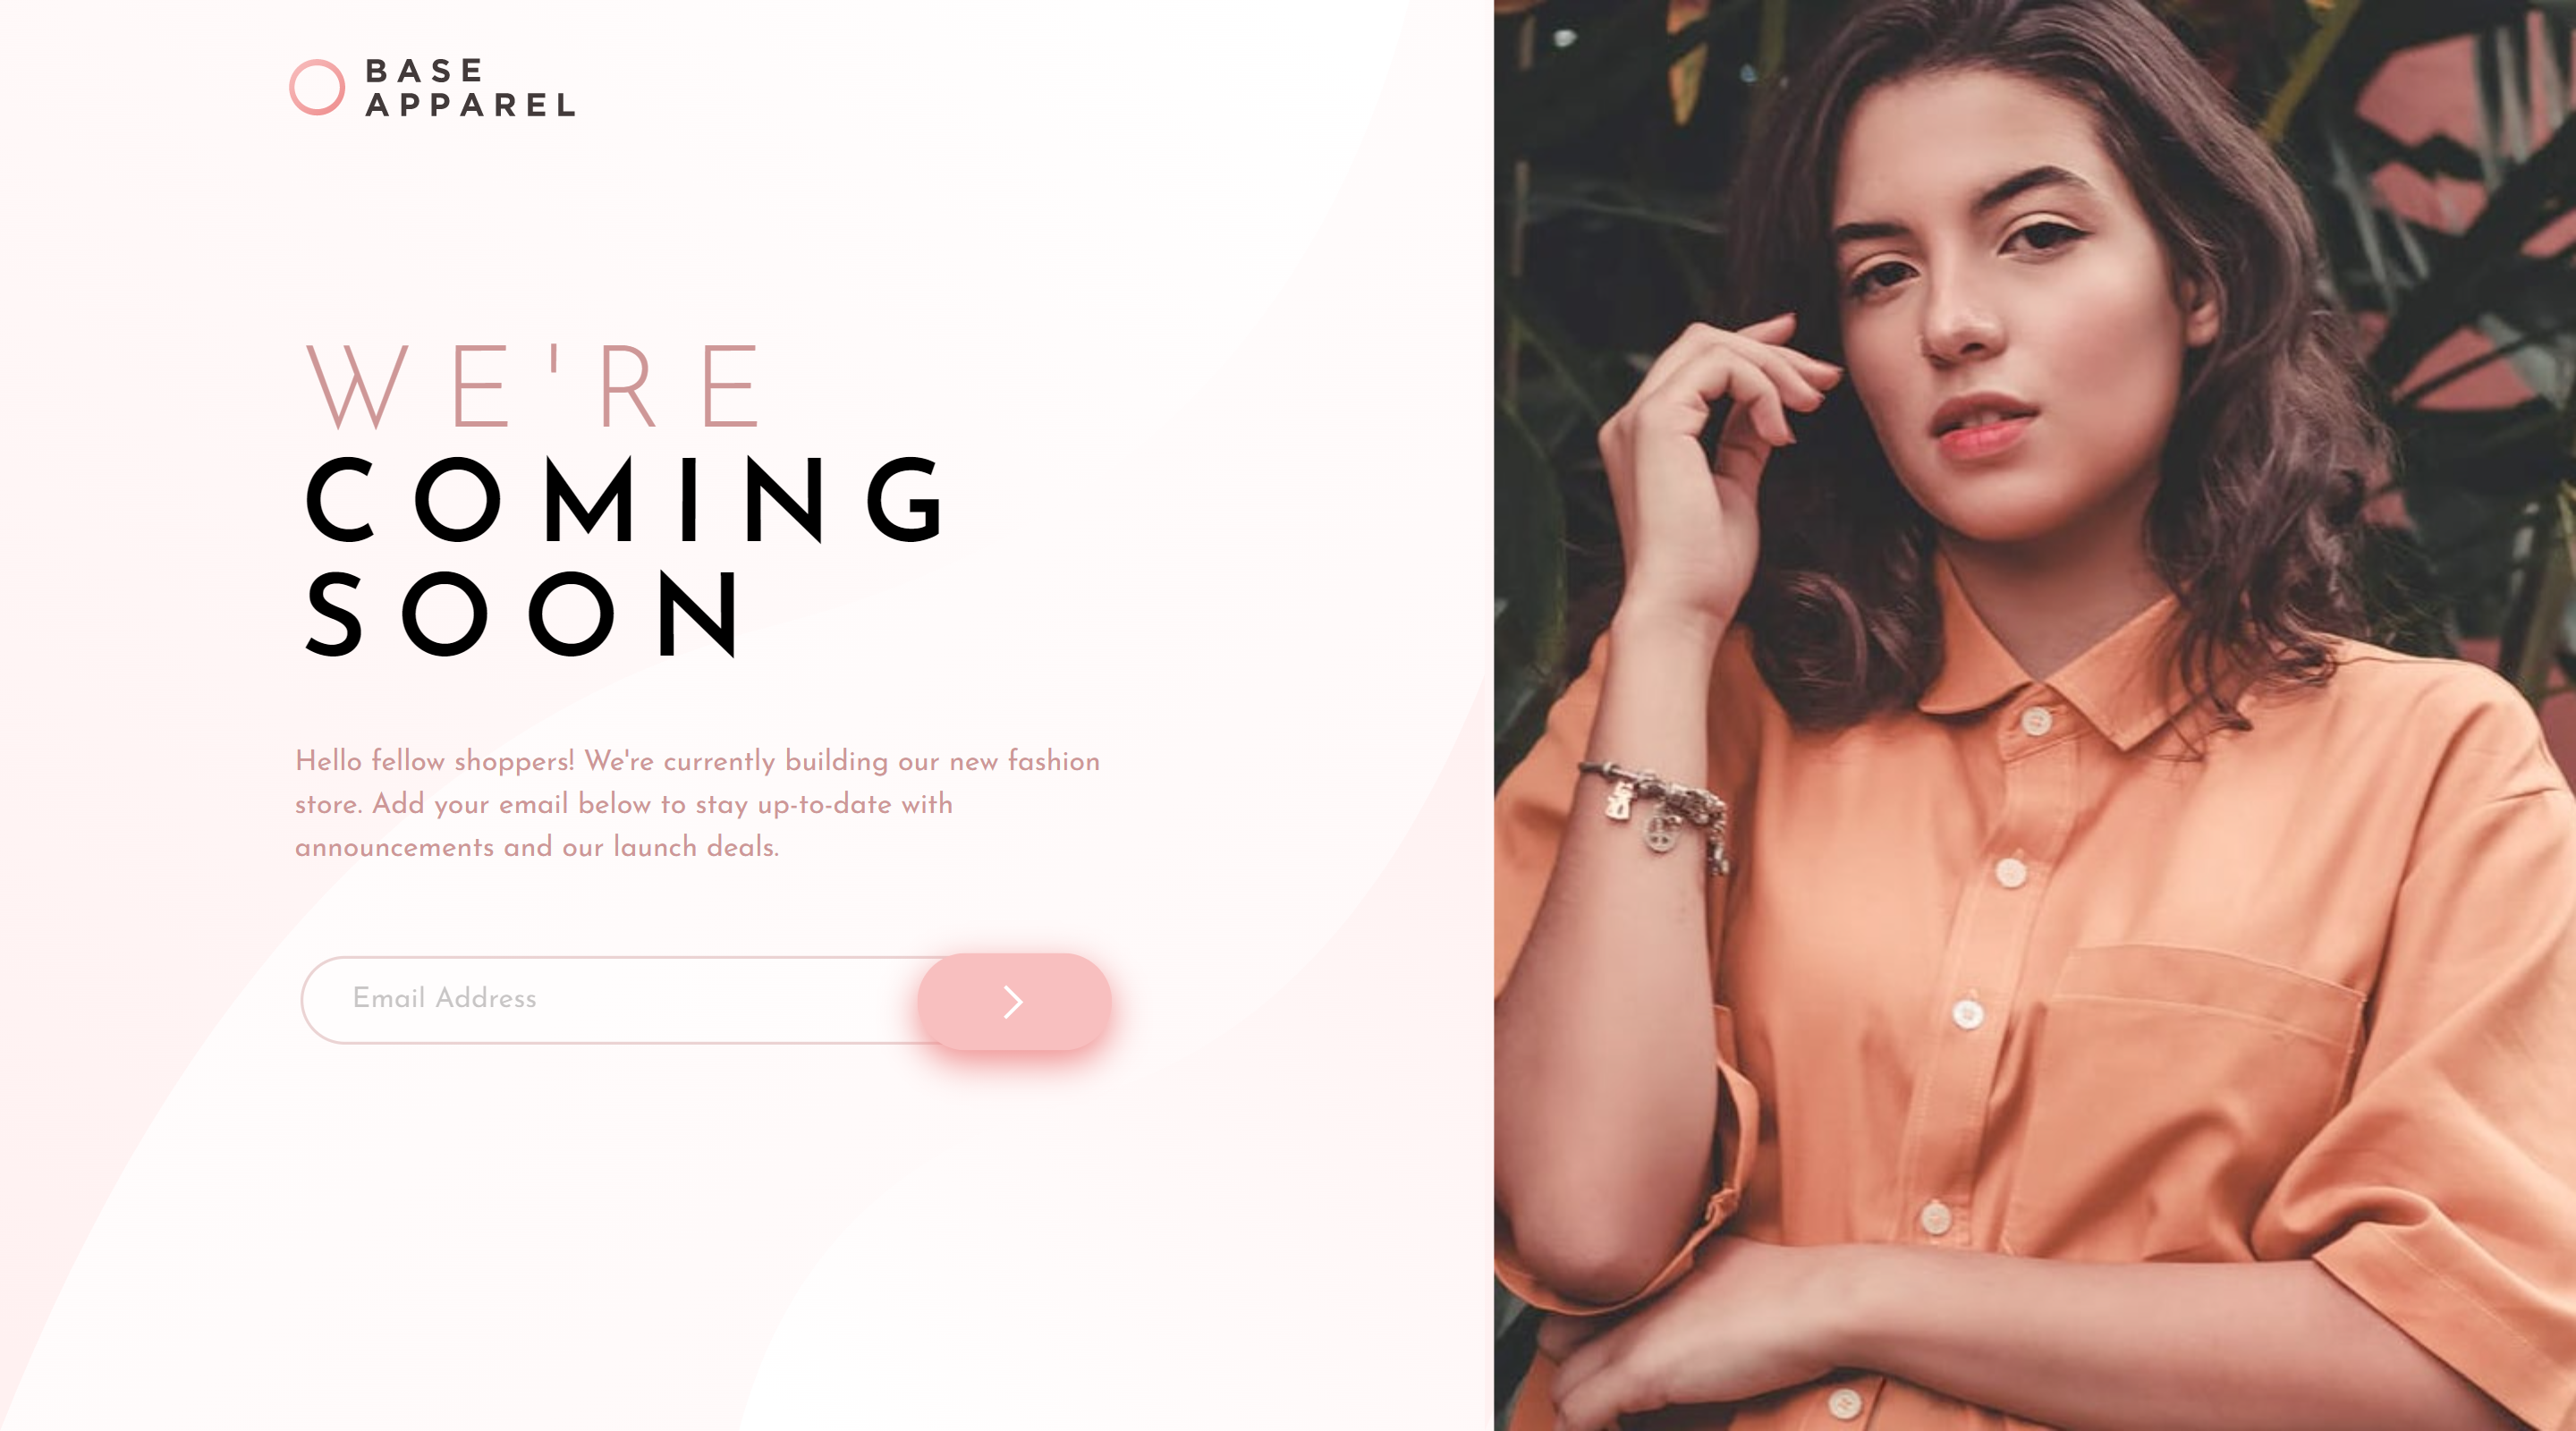 BASE
APPAREL
WE'RE
COMING
SOON
Hello fellow shoppers! We're currently building our new fashion
store. Add your email below to stay up-to-date with
announcements and our launch deals.
Email Address